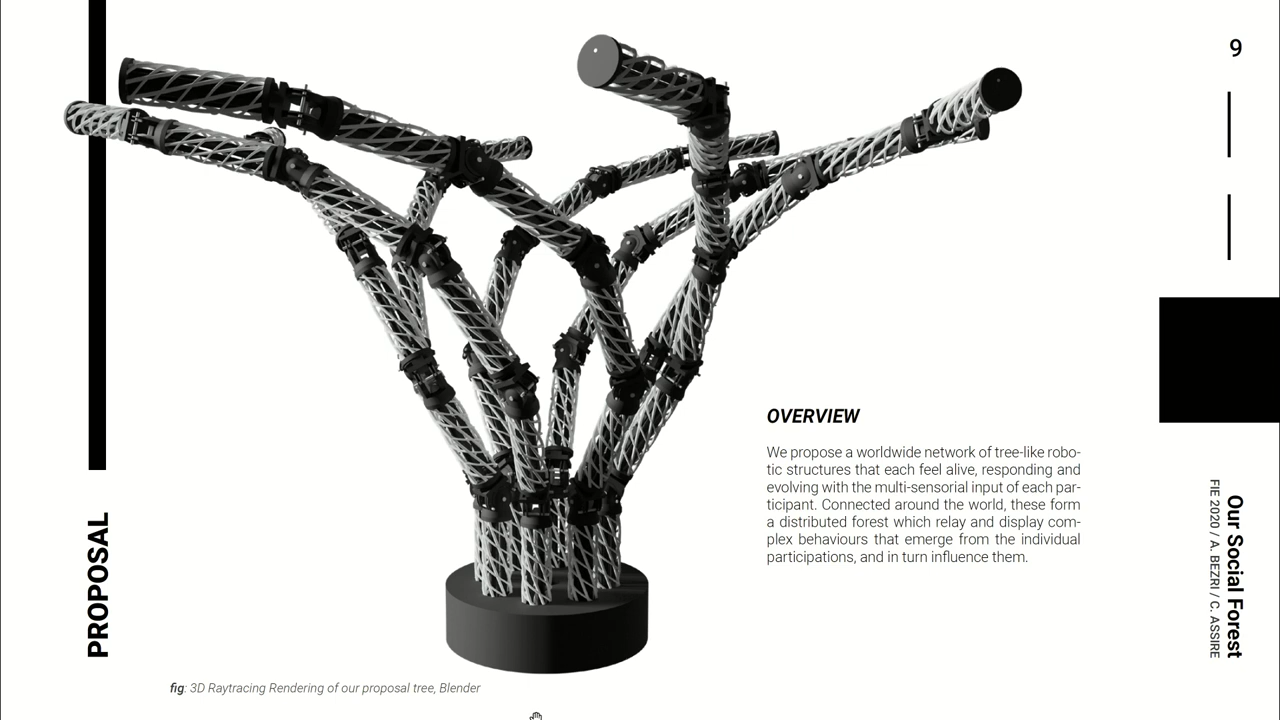 9
OVERVIEW
We propose a worldwide network of tree-like robo-
tic structures that each feel alive, responding and
evolving with the multi-sensorial input of each par-
ticipant. Connected around the world, these form
a distributed forest which relay and display com-
plex behaviours that emerge from the individual
participations, and in turn influence them.
PROPOSAL
Our Social Forest
FIE 2020 / A. BEZRI / C. ASSIRE
fig: 3D Raytracing Rendering of our proposal tree, Blender